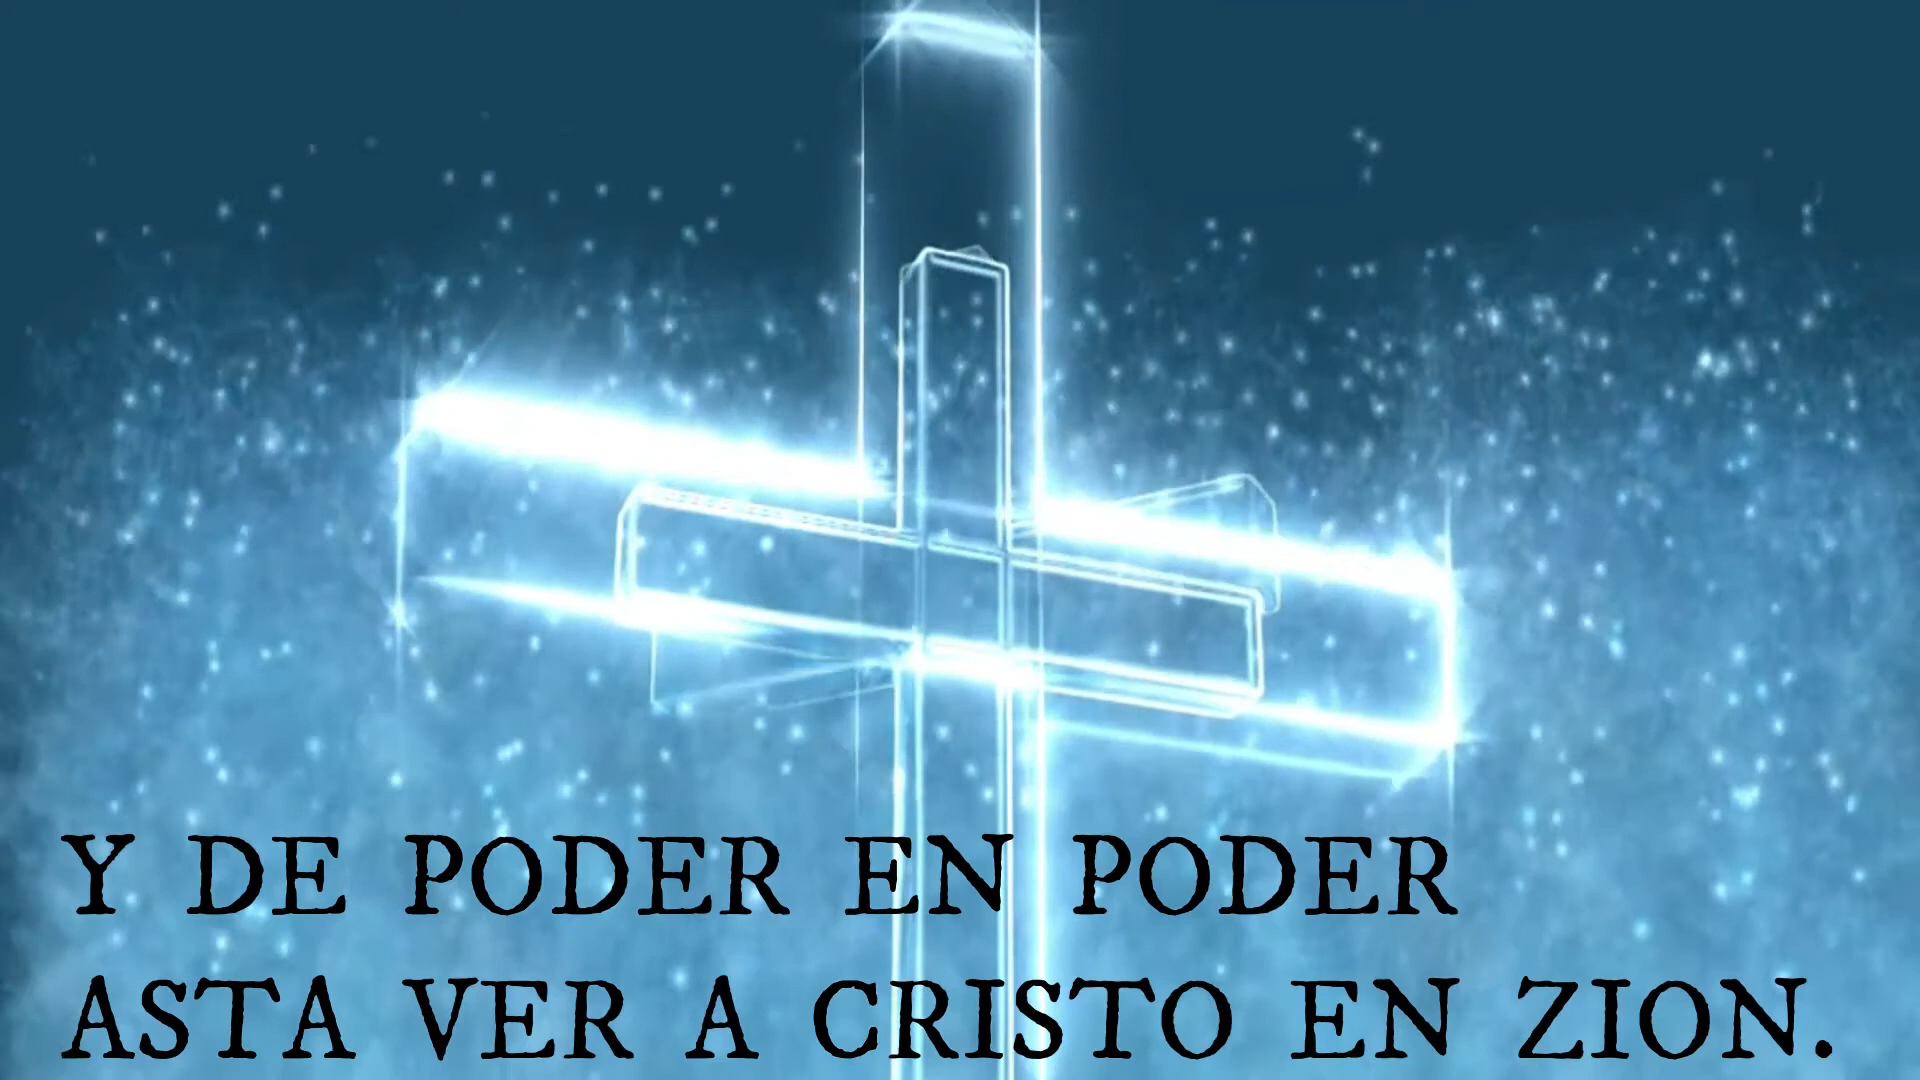 Y DE PODER EN PODER
ASTA VER A CRISTO EN ZION.